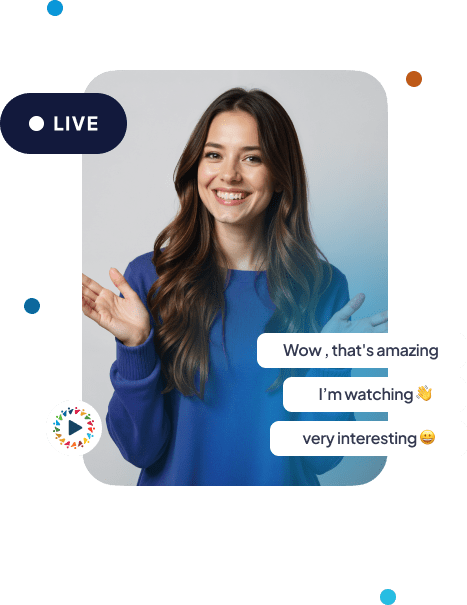 LIVE
Wow , that's amazing
I'm watching 👋
very interesting 😀